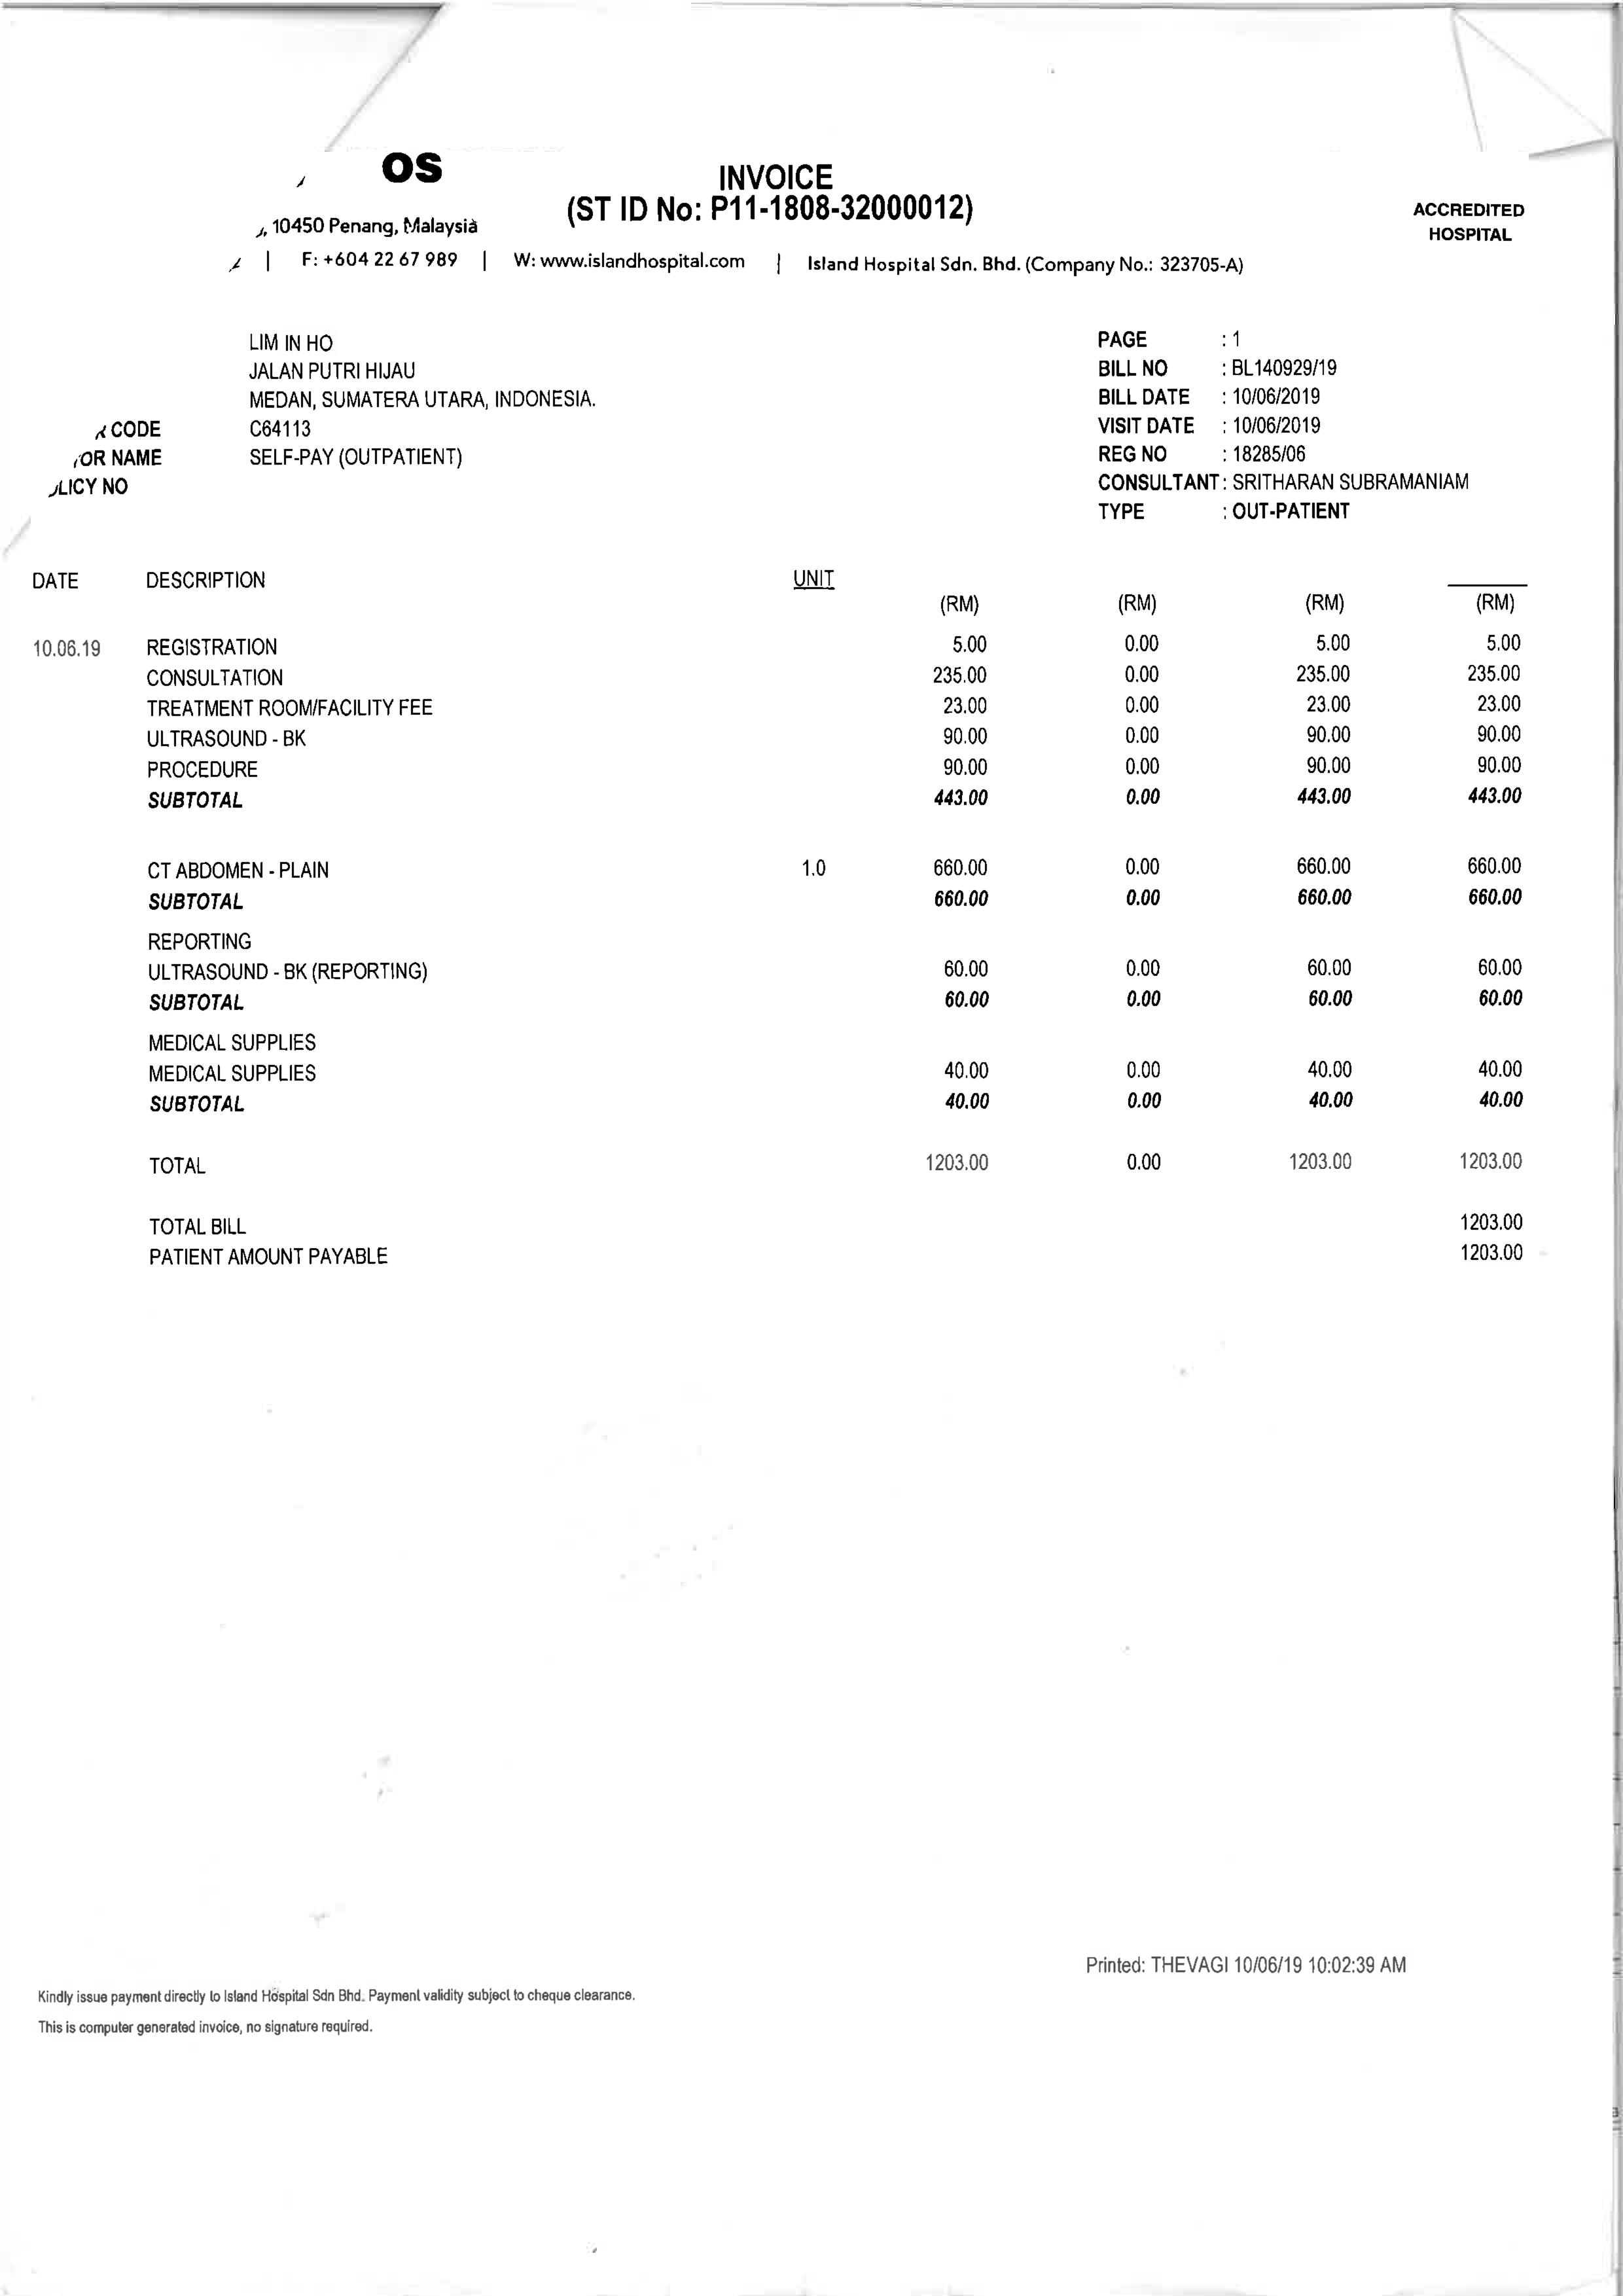 OS
INVOICE
(ST ID No: P11-1808-32000012)
ACCREDITED
HOSPITAL
10450 Penang, Malaysia
| F: +604 22 67 989 | W: www.islandhospital.com | Island Hospital Sdn. Bhd. (Company No.: 323705-A)
LIM IN HO
JALAN PUTRI HIJAU
MEDAN, SUMATERA UTARA, INDONESIA.
CODE C64113
OR NAME SELF-PAY (OUTPATIENT)
LICY NO
PAGE : 1
BILL NO : BL140929/19
BILL DATE : 10/06/2019
VISIT DATE : 10/06/2019
REG NO : 18285/06
CONSULTANT : SRITHARAN SUBRAMANIAM
TYPE : OUT-PATIENT
DATE DESCRIPTION UNIT
(RM) (RM) (RM) (RM)
10.06.19 REGISTRATION 5.00 0.00 5.00 5.00
CONSULTATION 235.00 0.00 235.00 235.00
TREATMENT ROOM/FACILITY FEE 23.00 0.00 23.00 23.00
ULTRASOUND - BK 90.00 0.00 90.00 90.00
PROCEDURE 90.00 0.00 90.00 90.00
SUBTOTAL 443.00 0.00 443.00 443.00
CT ABDOMEN - PLAIN 1.0 660.00 0.00 660.00 660.00
SUBTOTAL 660.00 0.00 660.00 660.00
REPORTING
ULTRASOUND - BK (REPORTING) 60.00 0.00 60.00 60.00
SUBTOTAL 60.00 0.00 60.00 60.00
MEDICAL SUPPLIES
MEDICAL SUPPLIES 40.00 0.00 40.00 40.00
SUBTOTAL 40.00 0.00 40.00 40.00
TOTAL 1203.00 0.00 1203.00 1203.00
TOTAL BILL 1203.00
PATIENT AMOUNT PAYABLE 1203.00
Printed: THEVAGI 10/06/19 10:02:39 AM
Kindly issue payment directly to Island Hospital Sdn Bhd. Payment validity subject to cheque clearance.
This is computer generated invoice, no signature required.